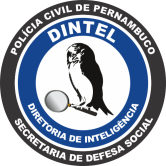 POLÍCIA CIVIL DE PERNAMBUCO
DINTEL
DIRETORIA DE INTELIGÊNCIA
SECRETARIA DE DEFESA SOCIAL